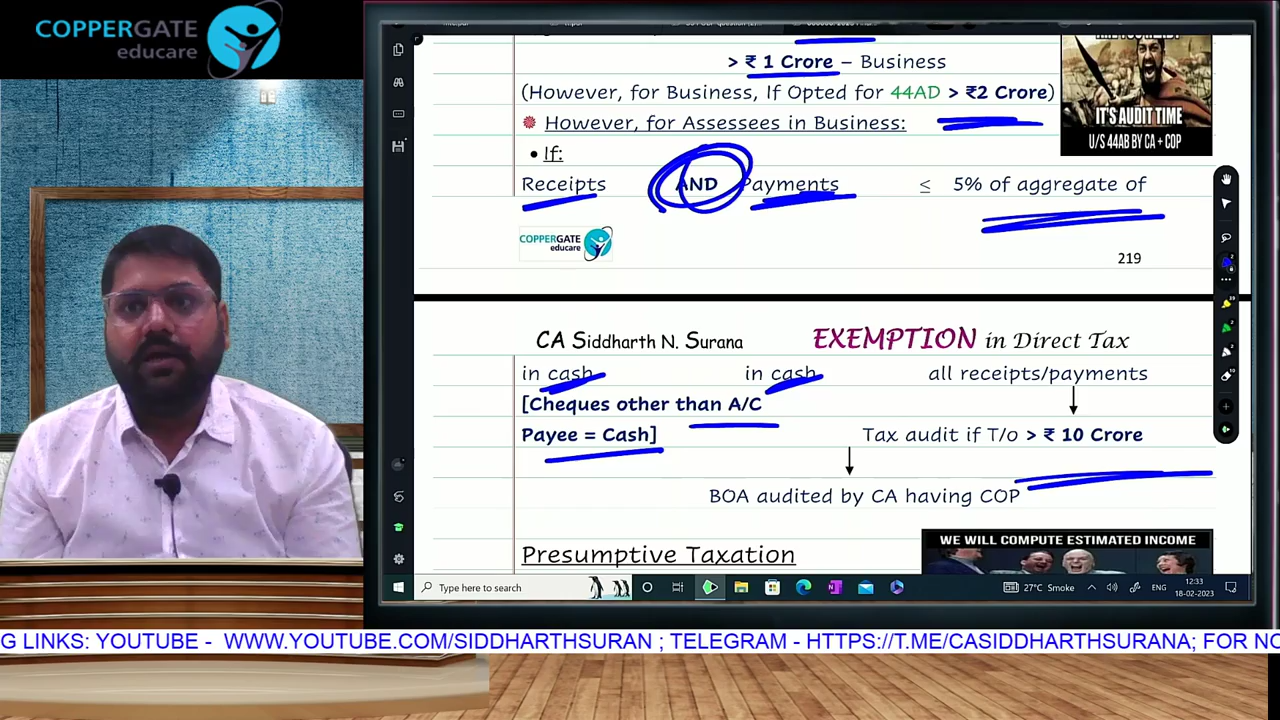 COPPERGATE
educare
> ₹ 1 Crore – Business
(However, for Business, If Opted for 44AD > ₹2 Crore)
However, for Assessees in Business:
• If:
Receipts AND Payments ≤ 5% of aggregate of
IT'S AUDIT TIME
U/S 44AB BY CA + COP
COPPERGATE
educare
219
CA Siddharth N. Surana EXEMPTION in Direct Tax
in cash in cash all receipts/payments
[Cheques other than A/C
Payee = Cash] Tax audit if T/o > ₹ 10 Crore
BOA audited by CA having COP
Presumptive Taxation
WE WILL COMPUTE ESTIMATED INCOME
Type here to search
27°C Smoke
ENG
12:33
18-02-2023
G LINKS: YOUTUBE - WWW.YOUTUBE.COM/SIDDHARTHSURAN ; TELEGRAM - HTTPS://T.ME/CASIDDHARTHSURANA; FOR NO